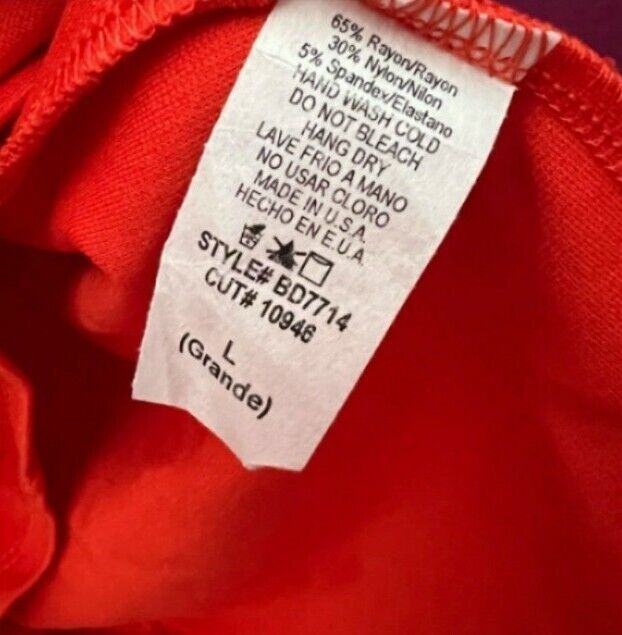 65% Rayon/Rayon
30% Nylon/Nilon
5% Spandex/Elastano
HAND WASH COLD
DO NOT BLEACH
HANG DRY
LAVE FRIO A MANO
NO USAR CLORO
MADE IN U.S.A.
HECHO EN E.U.A.
STYLE# BD7714
CUT# 10946
L
(Grande)